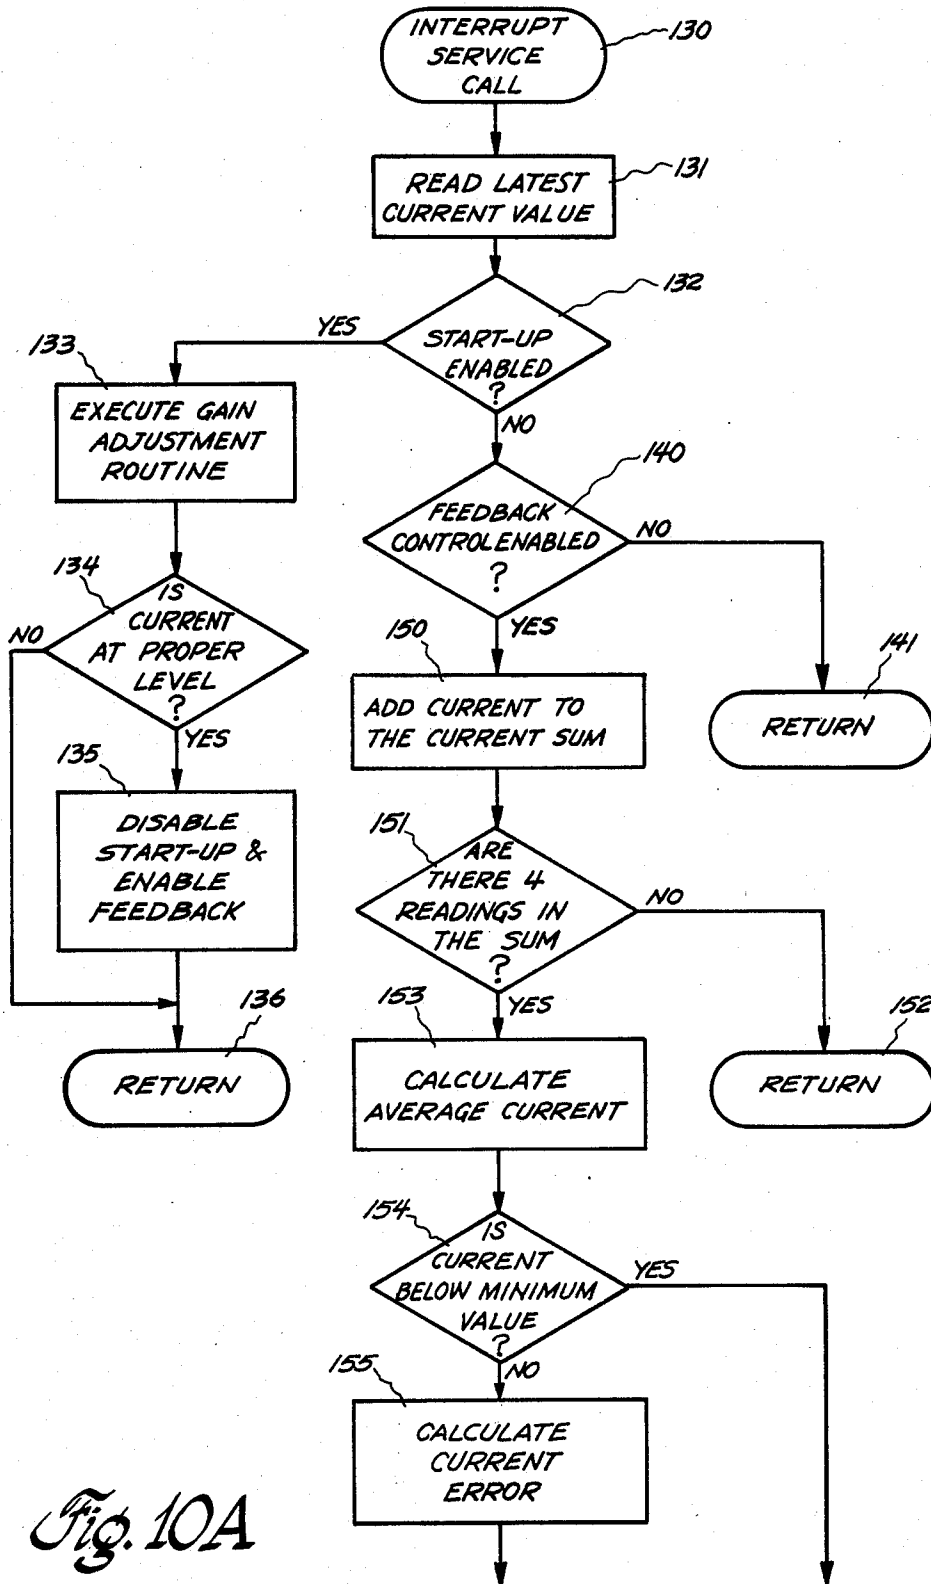 INTERRUPT
SERVICE
CALL
130
READ LATEST
CURRENT VALUE
131
132
START-UP
ENABLED
?
YES
NO
133
EXECUTE GAIN
ADJUSTMENT
ROUTINE
140
FEEDBACK
CONTROLENABLED
?
NO
YES
134
IS
CURRENT
AT PROPER
LEVEL
?
NO
YES
141
RETURN
150
ADD CURRENT TO
THE CURRENT SUM
135
DISABLE
START-UP &
ENABLE
FEEDBACK
151
ARE
THERE 4
READINGS IN
THE SUM
?
NO
YES
136
RETURN
152
RETURN
153
CALCULATE
AVERAGE CURRENT
154
IS
CURRENT
BELOW MINIMUM
VALUE
?
YES
NO
155
CALCULATE
CURRENT
ERROR
Fig. 10A